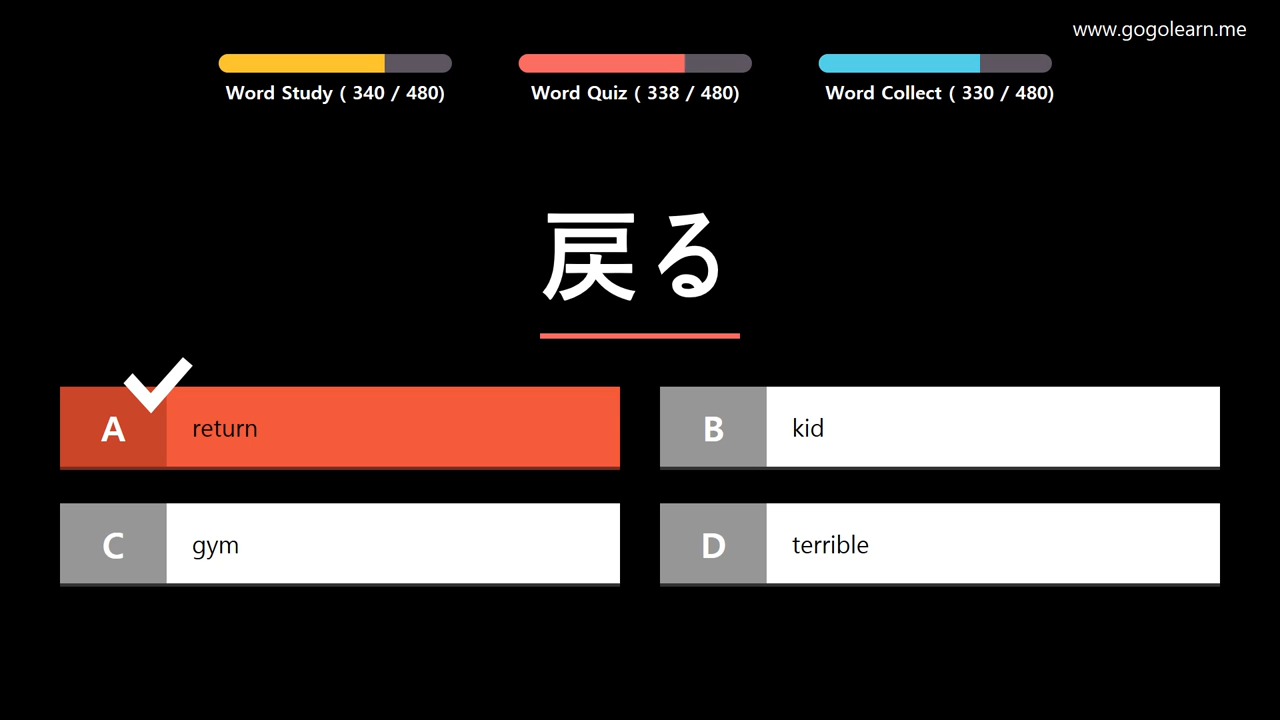 www.gogolearn.me
Word Study ( 340 / 480)
Word Quiz ( 338 / 480)
Word Collect ( 330 / 480)
戻る
A return
B kid
C gym
D terrible